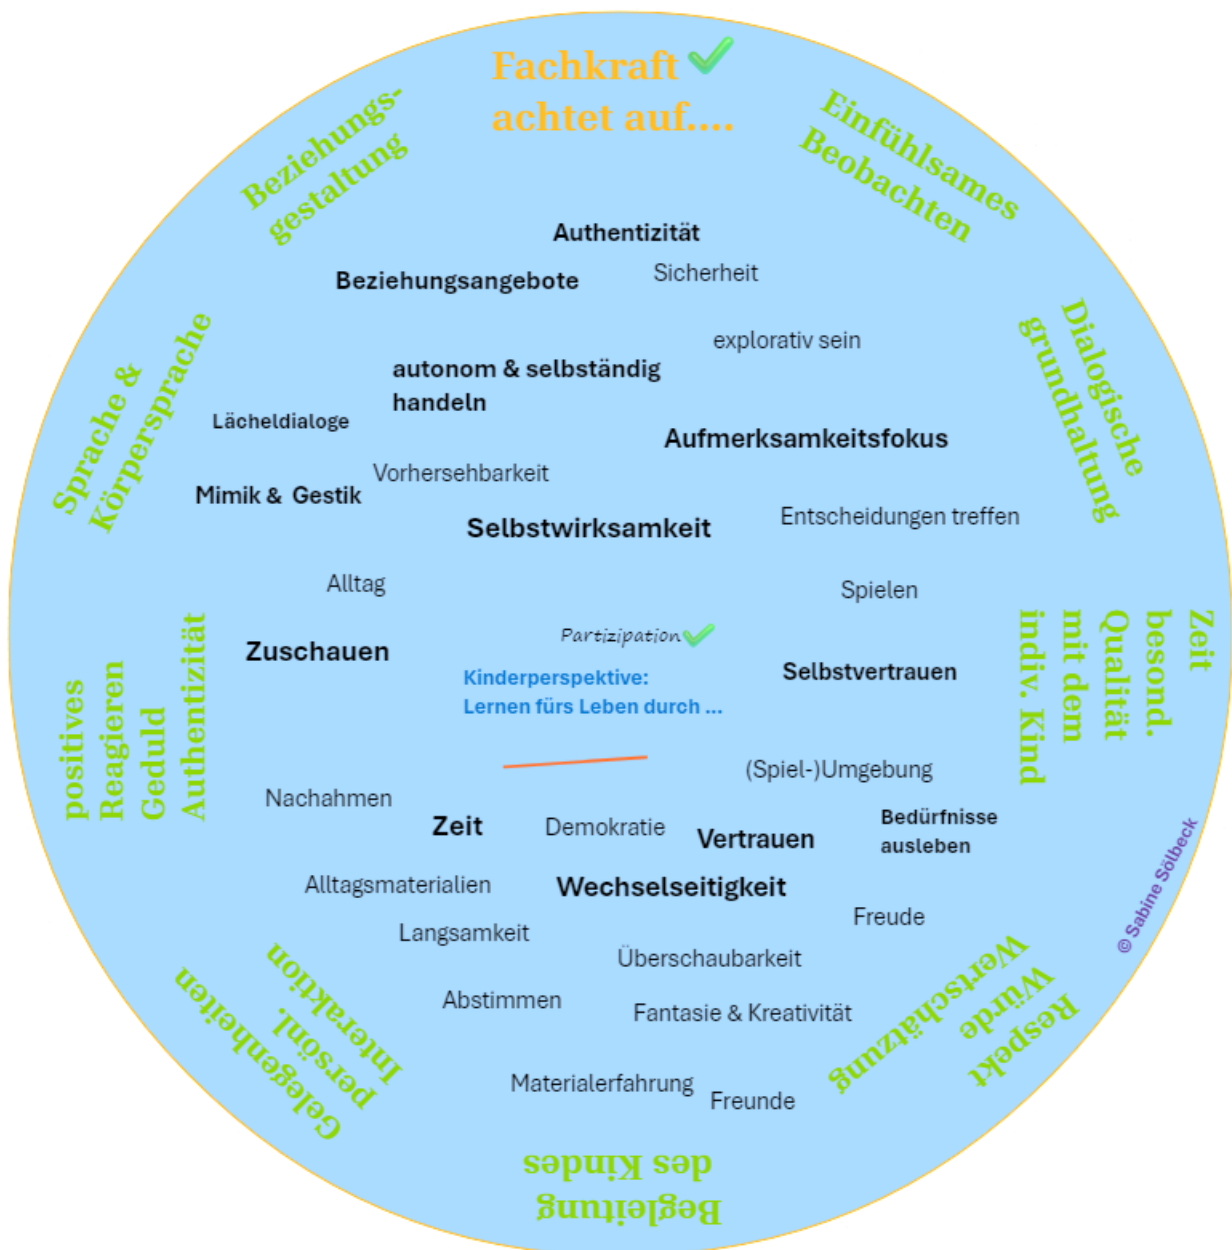 Fachkraft
achtet auf....
Beziehungs-
gestaltung
Einfühlsames
Beobachten
Authentizität
Beziehungsangebote
Sicherheit
explorativ sein
autonom & selbständig
handeln
Sprache &
Körpersprache
Dialogische
grundhaltung
Lächeldialoge
Aufmerksamkeitsfokus
Vorhersehbarkeit
Mimik & Gestik
Selbstwirksamkeit
Entscheidungen treffen
Alltag
Spielen
Partizipation
Zuschauen
Kinderperspektive:
Lernen fürs Leben durch ...
Selbstvertrauen
Zeit
besond.
Qualität
mit dem
indiv. Kind
positives
Reagieren
Geduld
Authentizität
(Spiel-)Umgebung
Nachahmen
Zeit
Demokratie
Vertrauen
Bedürfnisse
ausleben
Alltagsmaterialien
Wechselseitigkeit
Freude
Langsamkeit
Überschaubarkeit
© Sabine Sölbeck
Abstimmen
Fantasie & Kreativität
Gelegenheiten
persönl.
Interaktion
Respekt
Würde
Wertschätzung
Materialerfahrung
Freunde
Begleitung
des Kindes